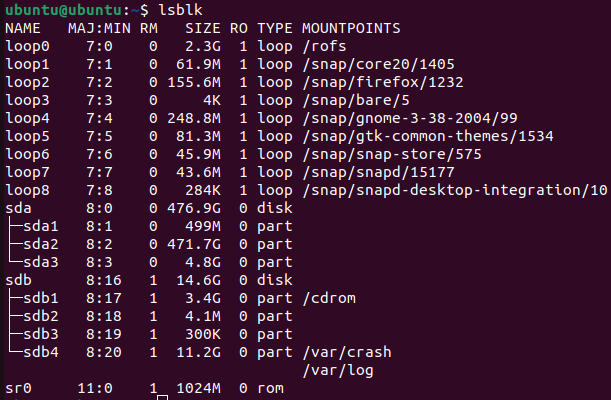 ubuntu@ubuntu:~$ lsblk
NAME   MAJ:MIN RM   SIZE RO TYPE MOUNTPOINTS
loop0    7:0    0   2.3G  1 loop /rofs
loop1    7:1    0  61.9M  1 loop /snap/core20/1405
loop2    7:2    0 155.6M  1 loop /snap/firefox/1232
loop3    7:3    0     4K  1 loop /snap/bare/5
loop4    7:4    0 248.8M  1 loop /snap/gnome-3-38-2004/99
loop5    7:5    0  81.3M  1 loop /snap/gtk-common-themes/1534
loop6    7:6    0  45.9M  1 loop /snap/snap-store/575
loop7    7:7    0  43.6M  1 loop /snap/snapd/15177
loop8    7:8    0   284K  1 loop /snap/snapd-desktop-integration/10
sda      8:0    0 476.9G  0 disk
├─sda1   8:1    0   499M  0 part
├─sda2   8:2    0 471.7G  0 part
└─sda3   8:3    0   4.8G  0 part
sdb      8:16   1  14.6G  0 disk
├─sdb1   8:17   1   3.4G  0 part /cdrom
├─sdb2   8:18   1   4.1M  0 part
├─sdb3   8:19   1   300K  0 part
└─sdb4   8:20   1  11.2G  0 part /var/crash
                                 /var/log
sr0     11:0    1  1024M  0 rom